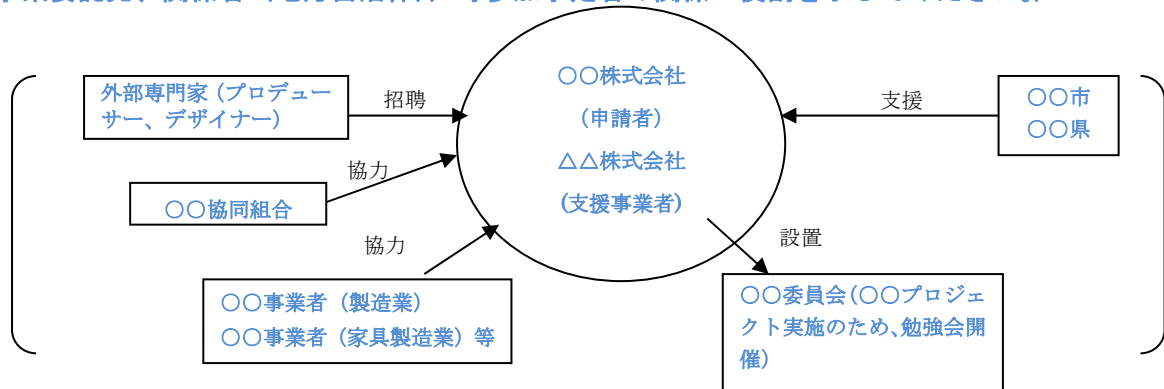 外部専門家（プロデュー
サー、デザイナー）
招聘
〇〇株式会社
（申請者）
△△株式会社
（支援事業者）
支援
〇〇市
〇〇県
協力
〇〇協同組合
協力
設置
〇〇事業者（製造業）
〇〇事業者（家具製造業）等
〇〇委員会（〇〇プロジェ
クト実施のため、勉強会開
催）